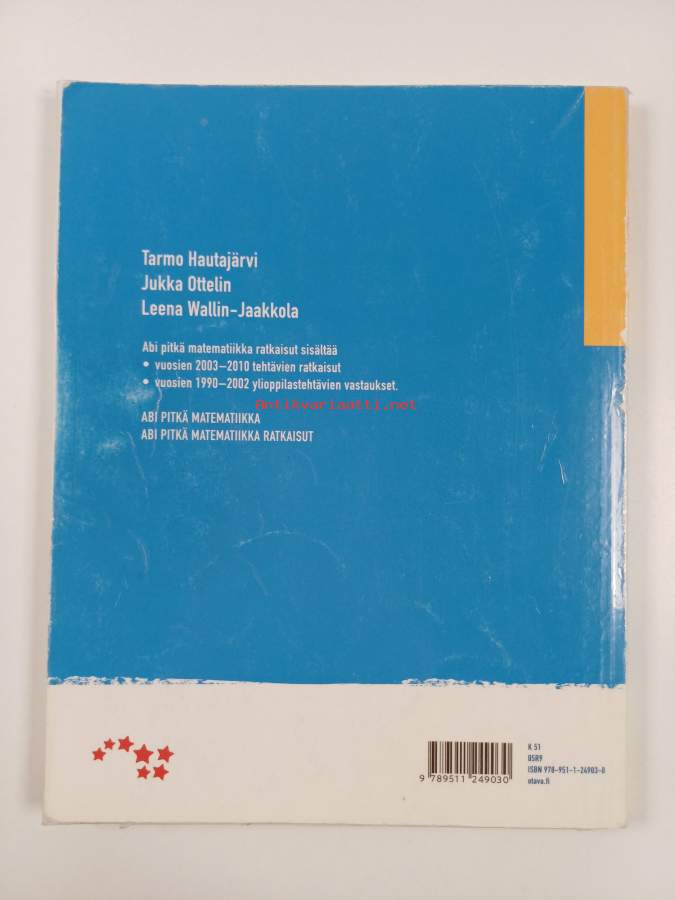 Tarmo Hautajärvi
Jukka Ottelin
Leena Wallin-Jaakkola
Abi pitkä matematiikka ratkaisut sisältää
• vuosien 2003–2010 tehtävien ratkaisut
• vuosien 1990–2002 ylioppilastehtävien vastaukset.
Antikvariaatti.net
ABI PITKÄ MATEMATIIKKA
ABI PITKÄ MATEMATIIKKA RATKAISUT
9 789511 249030
K 51
05R9
ISBN 978-951-1-24903-0
otava.fi